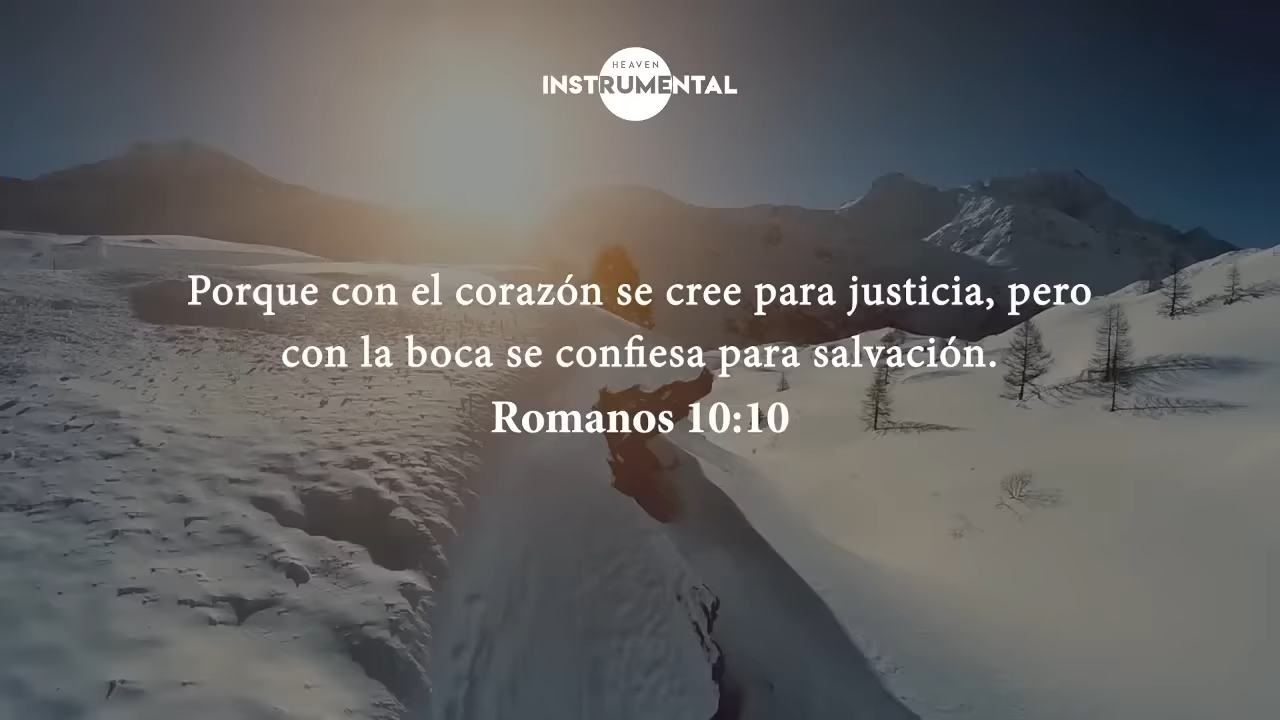 HEAVEN
INSTRUMENTAL
Porque con el corazón se cree para justicia, pero
con la boca se confiesa para salvación.
Romanos 10:10